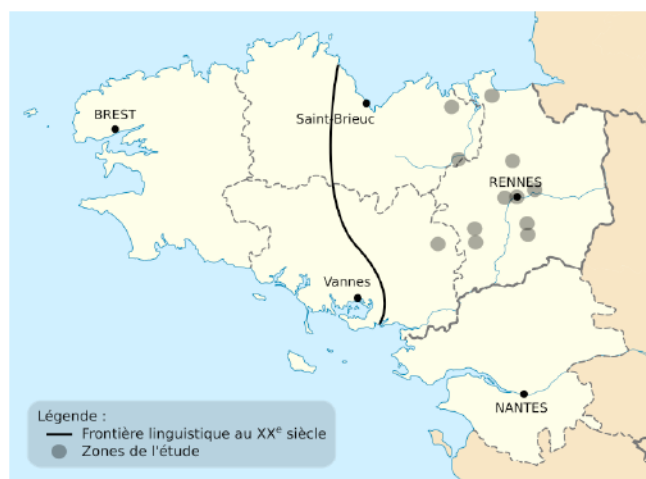 BREST
Saint-Brieuc
RENNES
Vannes
NANTES
Légende :
Frontière linguistique au XXᵉ siècle
Zones de l'étude